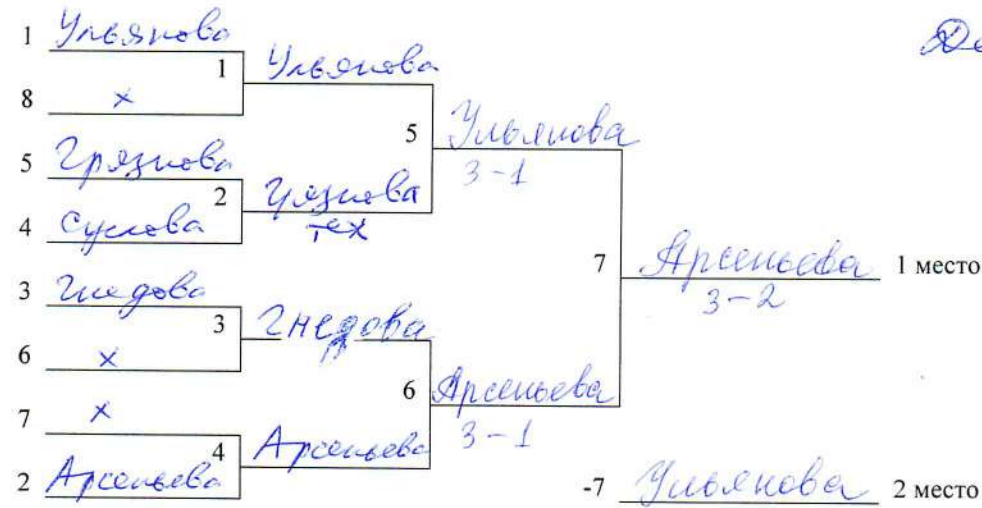 1 Ульянова
1 Ульянова
8 x
5 Ульянова
3-1
5 Грязнова
2 Грязнова
тех
4 Суслова
7 Арсеньева 1 место
3-2
3 Гнедова
3 Гнедова
6 x
6 Арсеньева
3-1
7 x
4 Арсеньева
2 Арсеньева
-7 Ульянова 2 место